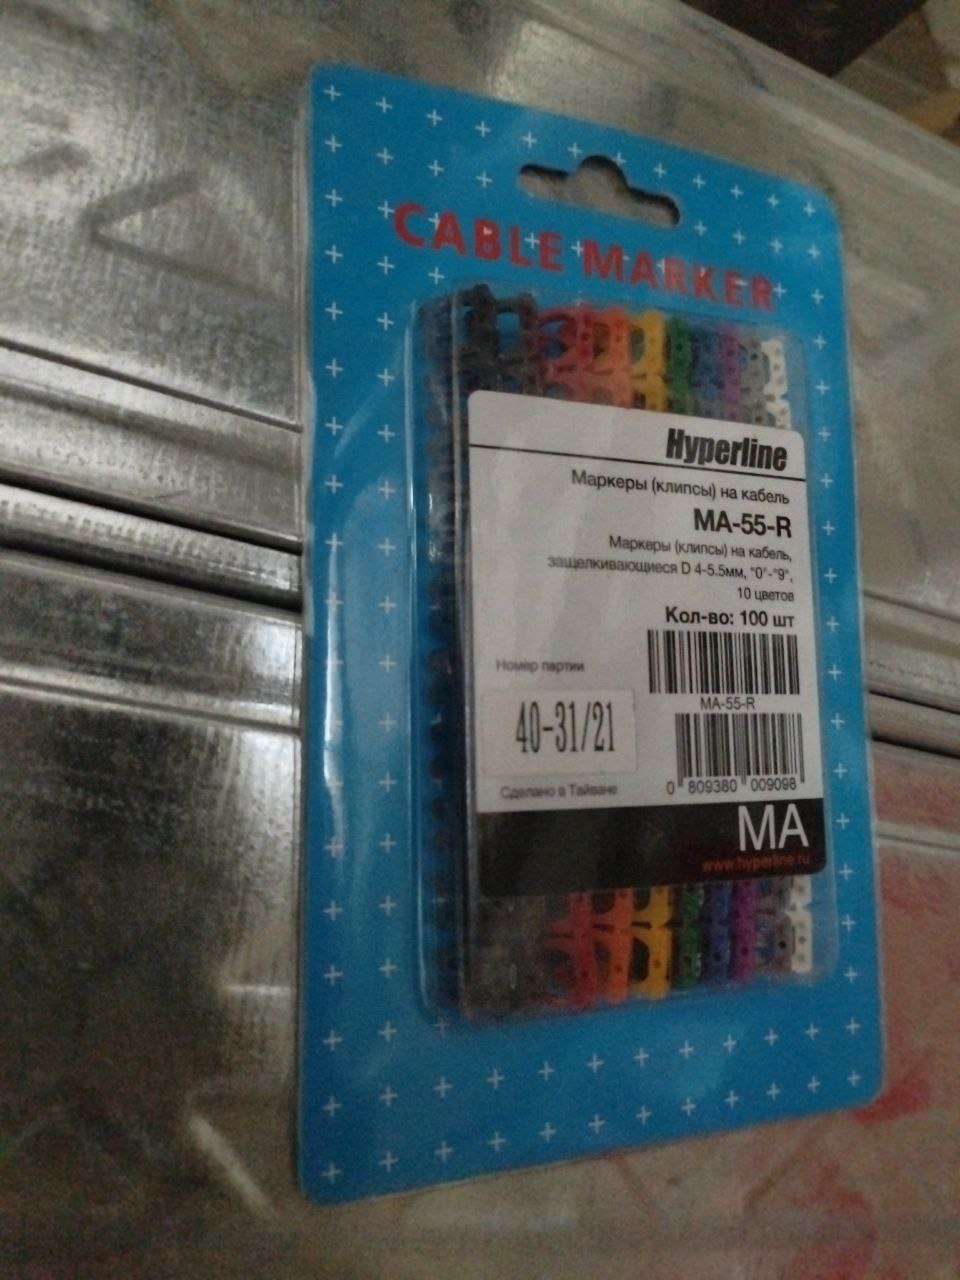 CABLE MARKER
Hyperline
Маркеры (клипсы) на кабель
MA-55-R
Маркеры (клипсы) на кабель,
защелкивающиеся D 4-5.5мм, "0"-"9",
10 цветов
Кол-во: 100 шт
Номер партии
MA-55-R
40-31/21
0 809380 009098
Сделано в Тайване
MA
www.hyperline.ru